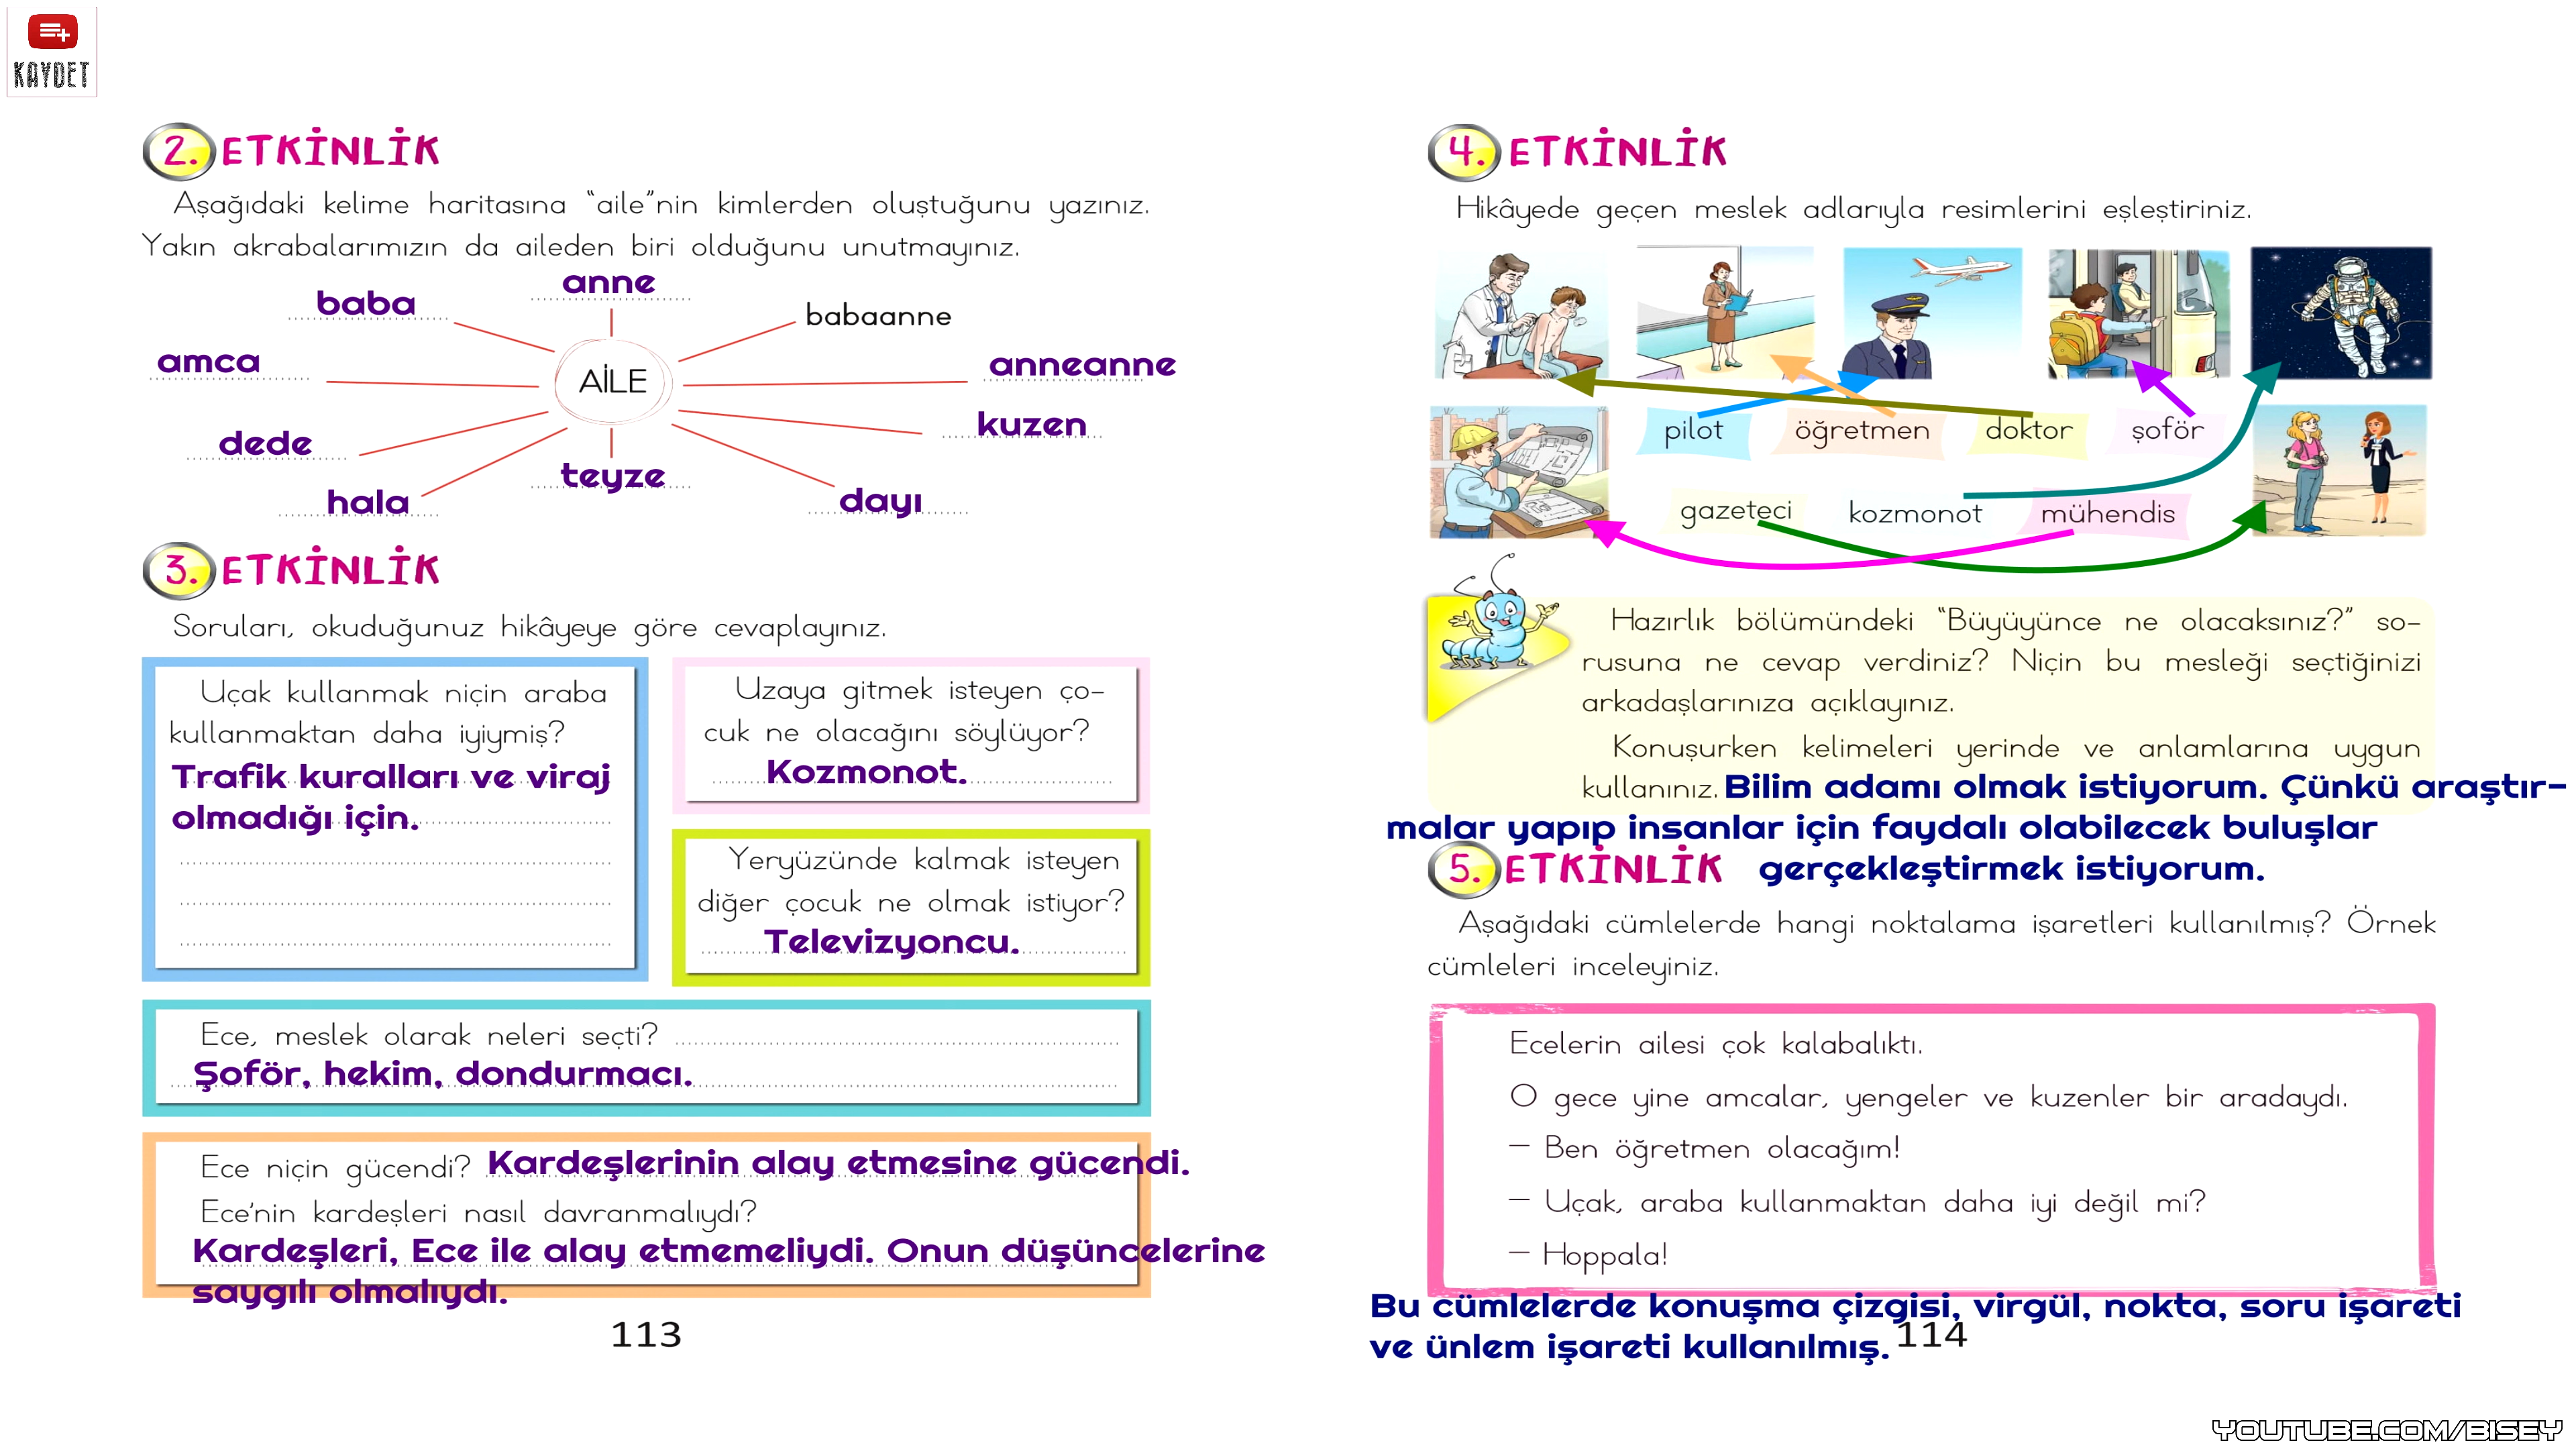 KAYDET
2. ETKİNLİK
Aşağıdaki kelime haritasına “aile”nin kimlerden oluştuğunu yazınız.
Yakın akrabalarımızın da aileden biri olduğunu unutmayınız.
anne
baba
babaanne
amca
AİLE
anneanne
dede
kuzen
hala
teyze
dayı
3. ETKİNLİK
Soruları, okuduğunuz hikâyeye göre cevaplayınız.
Uçak kullanmak niçin araba
kullanmaktan daha iyiymiş?
Trafik kuralları ve viraj
olmadığı için.
Uzaya gitmek isteyen ço-
cuk ne olacağını söylüyor?
Kozmonot.
Yeryüzünde kalmak isteyen
diğer çocuk ne olmak istiyor?
Televizyoncu.
Ece, meslek olarak neleri seçti?
Şoför, hekim, dondurmacı.
Ece niçin gücendi? Kardeşlerinin alay etmesine gücendi.
Ece’nin kardeşleri nasıl davranmalıydı?
Kardeşleri, Ece ile alay etmemeliydi. Onun düşüncelerine
saygılı olmalıydı.
113
4. ETKİNLİK
Hikâyede geçen meslek adlarıyla resimlerini eşleştiriniz.
pilot öğretmen doktor şoför
gazeteci kozmonot mühendis
Hazırlık bölümündeki “Büyüyünce ne olacaksınız?” so-
rusuna ne cevap verdiniz? Niçin bu mesleği seçtiğinizi
arkadaşlarınıza açıklayınız.
Konuşurken kelimeleri yerinde ve anlamlarına uygun
kullanınız. Bilim adamı olmak istiyorum. Çünkü araştır-
malar yapıp insanlar için faydalı olabilecek buluşlar
gerçekleştirmek istiyorum.
5. ETKİNLİK
Aşağıdaki cümlelerde hangi noktalama işaretleri kullanılmış? Örnek
cümleleri inceleyiniz.
Ecelerin ailesi çok kalabalıktı.
O gece yine amcalar, yengeler ve kuzenler bir aradaydı.
– Ben öğretmen olacağım!
– Uçak, araba kullanmaktan daha iyi değil mi?
– Hoppala!
Bu cümlelerde konuşma çizgisi, virgül, nokta, soru işareti
ve ünlem işareti kullanılmış.
114
YOUTUBE.COM/BISEY